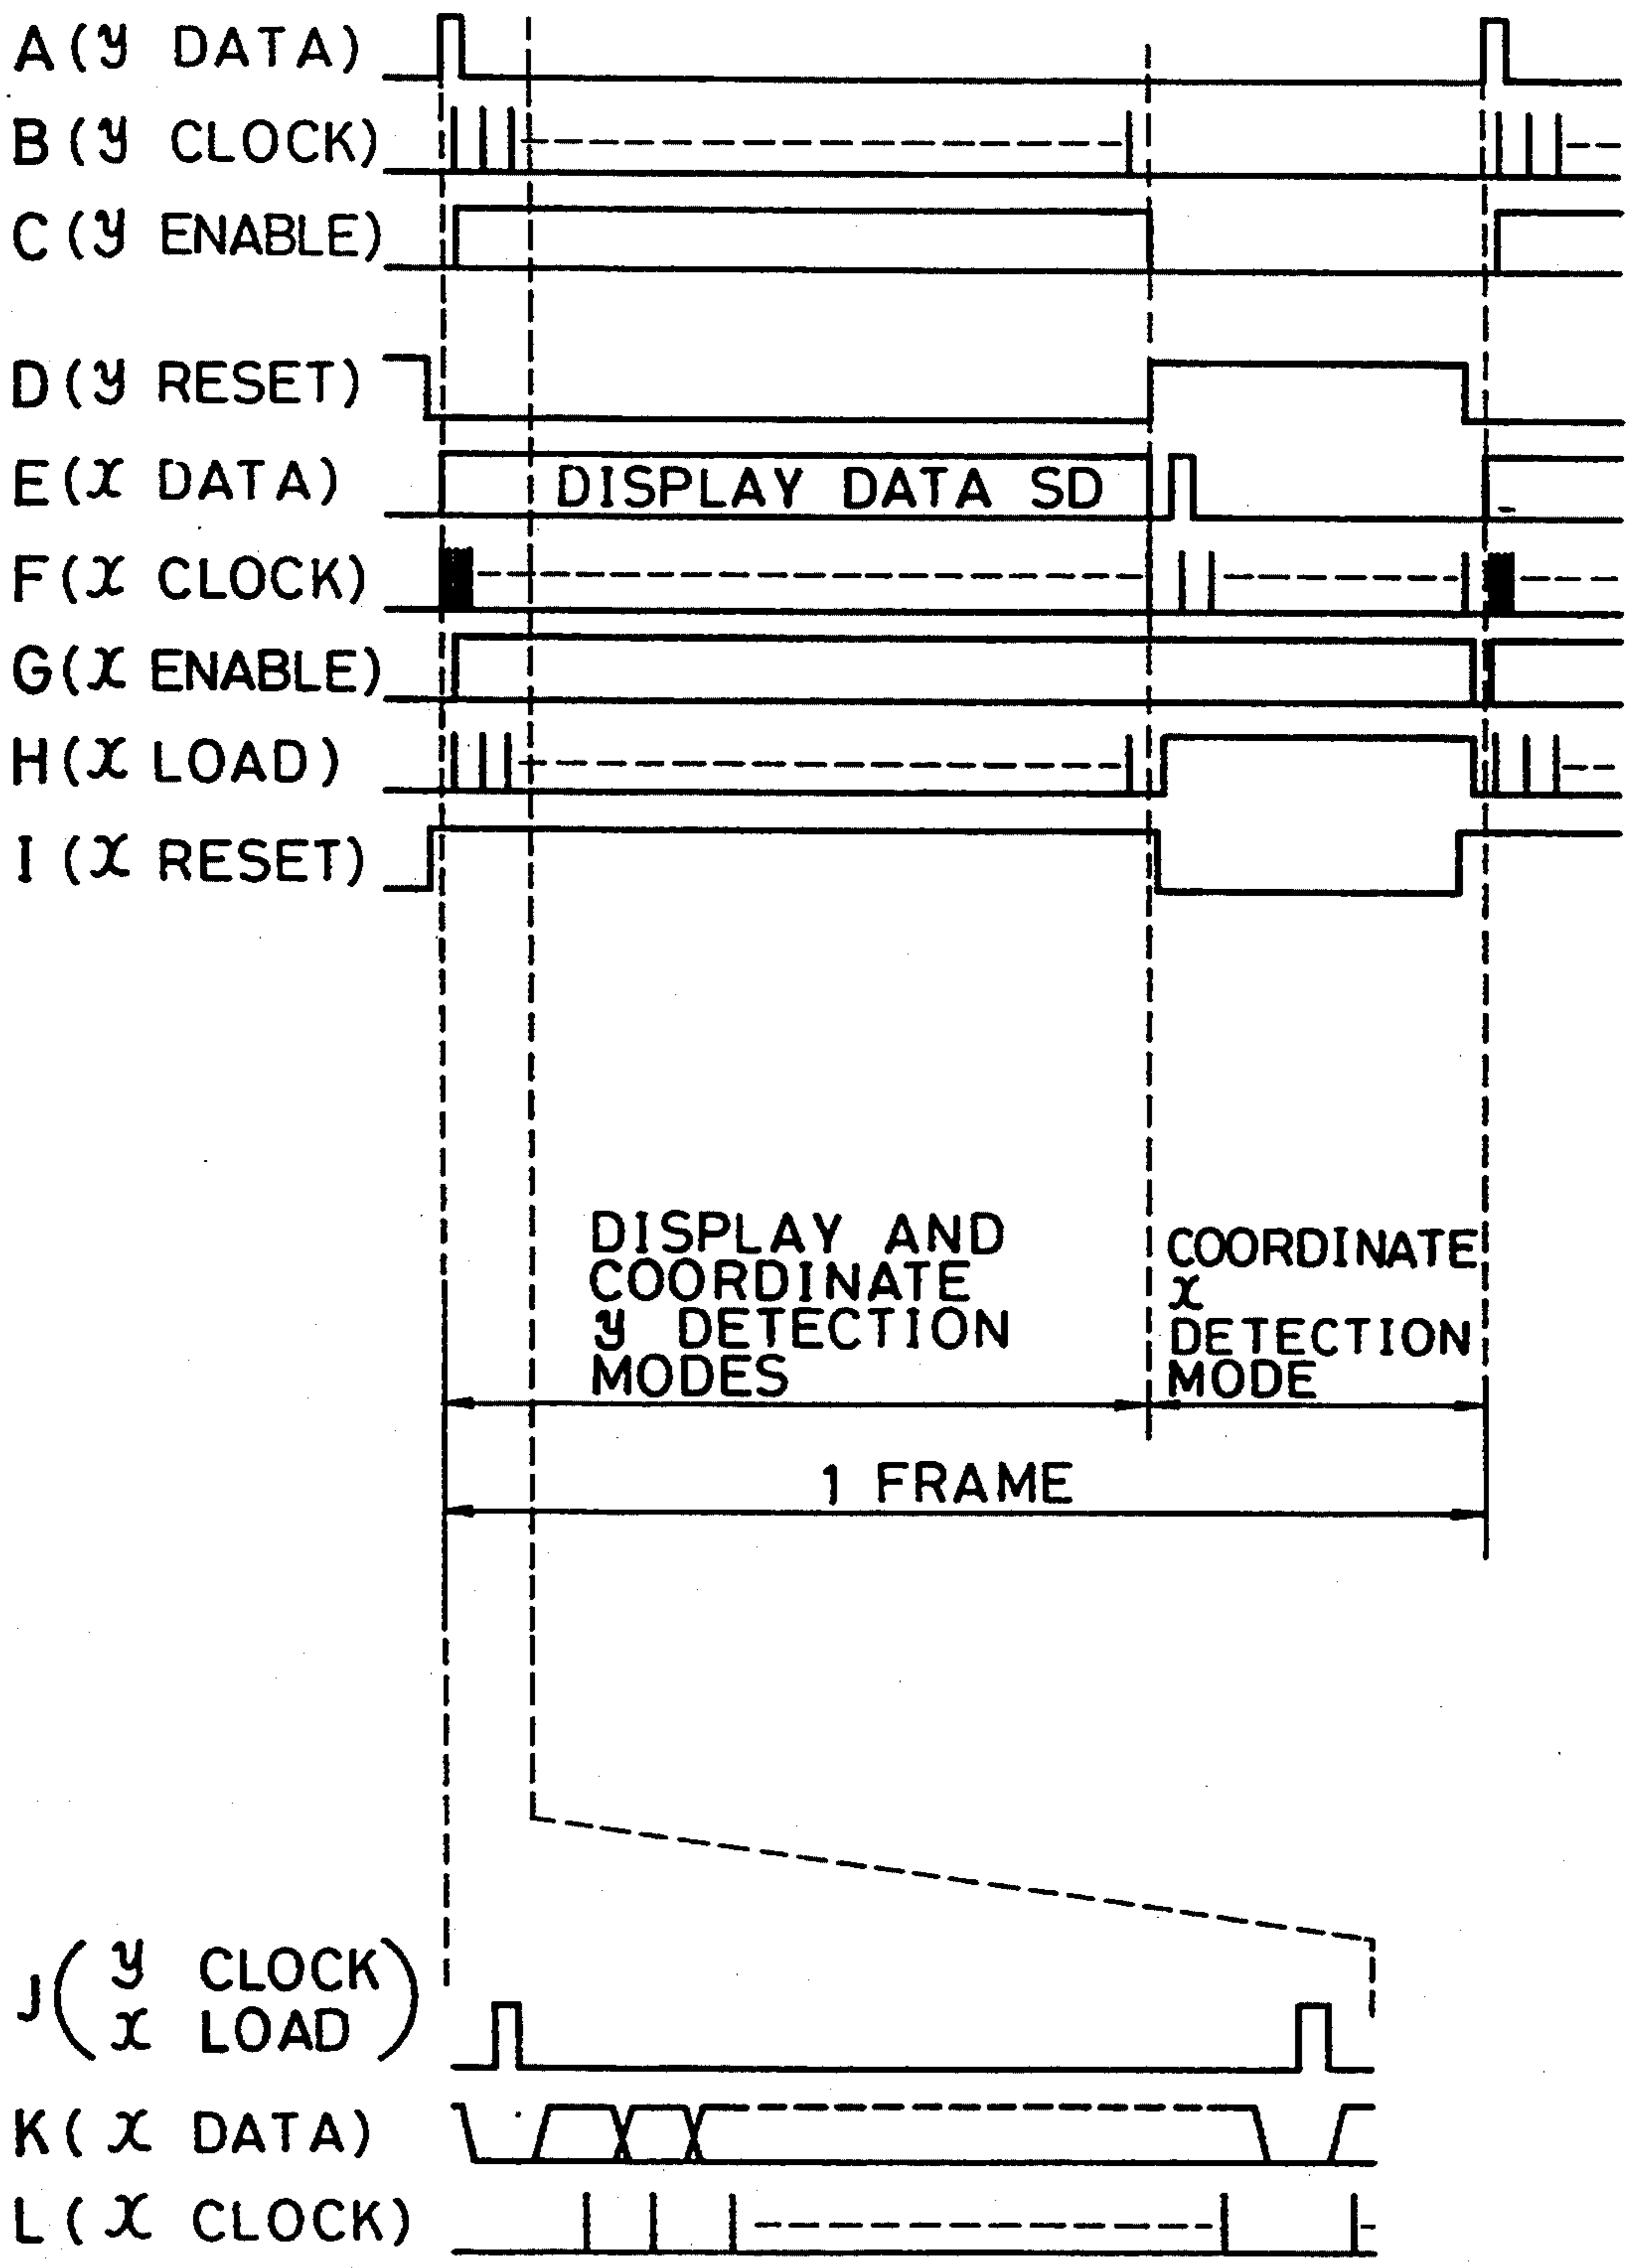 A (y DATA)
B (y CLOCK)
C (y ENABLE)
D (y RESET)
E (x DATA)
DISPLAY DATA SD
F (x CLOCK)
G (x ENABLE)
H (x LOAD)
I (x RESET)
DISPLAY AND
COORDINATE
y DETECTION
MODES
COORDINATE
x
DETECTION
MODE
1 FRAME
J ( y CLOCK
x LOAD )
K ( x DATA)
L ( x CLOCK)